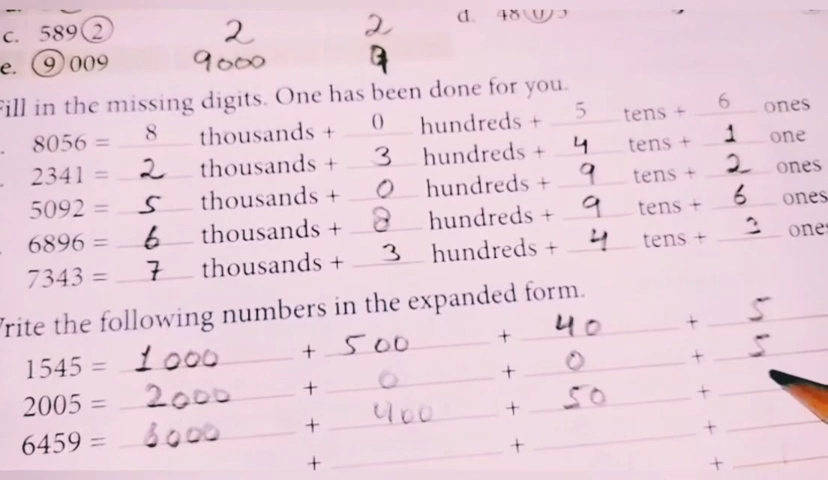 c. 5892 2 2 d.
e. 9009 9000 9
ill in the missing digits. One has been done for you.
8056 = 8 thousands + 0 hundreds + 5 tens + 6 ones
2341 = 2 thousands + 3 hundreds + 4 tens + 1 one
5092 = 5 thousands + 0 hundreds + 9 tens + 2 ones
6896 = 6 thousands + 8 hundreds + 9 tens + 6 ones
7343 = 7 thousands + 3 hundreds + 4 tens + 3 one
rite the following numbers in the expanded form.
1545 = 1000 + 500 + 40 + 5
2005 = 2000 + 0 + 0 + 5
6459 = 6000 + 400 + 50 +
+ + +